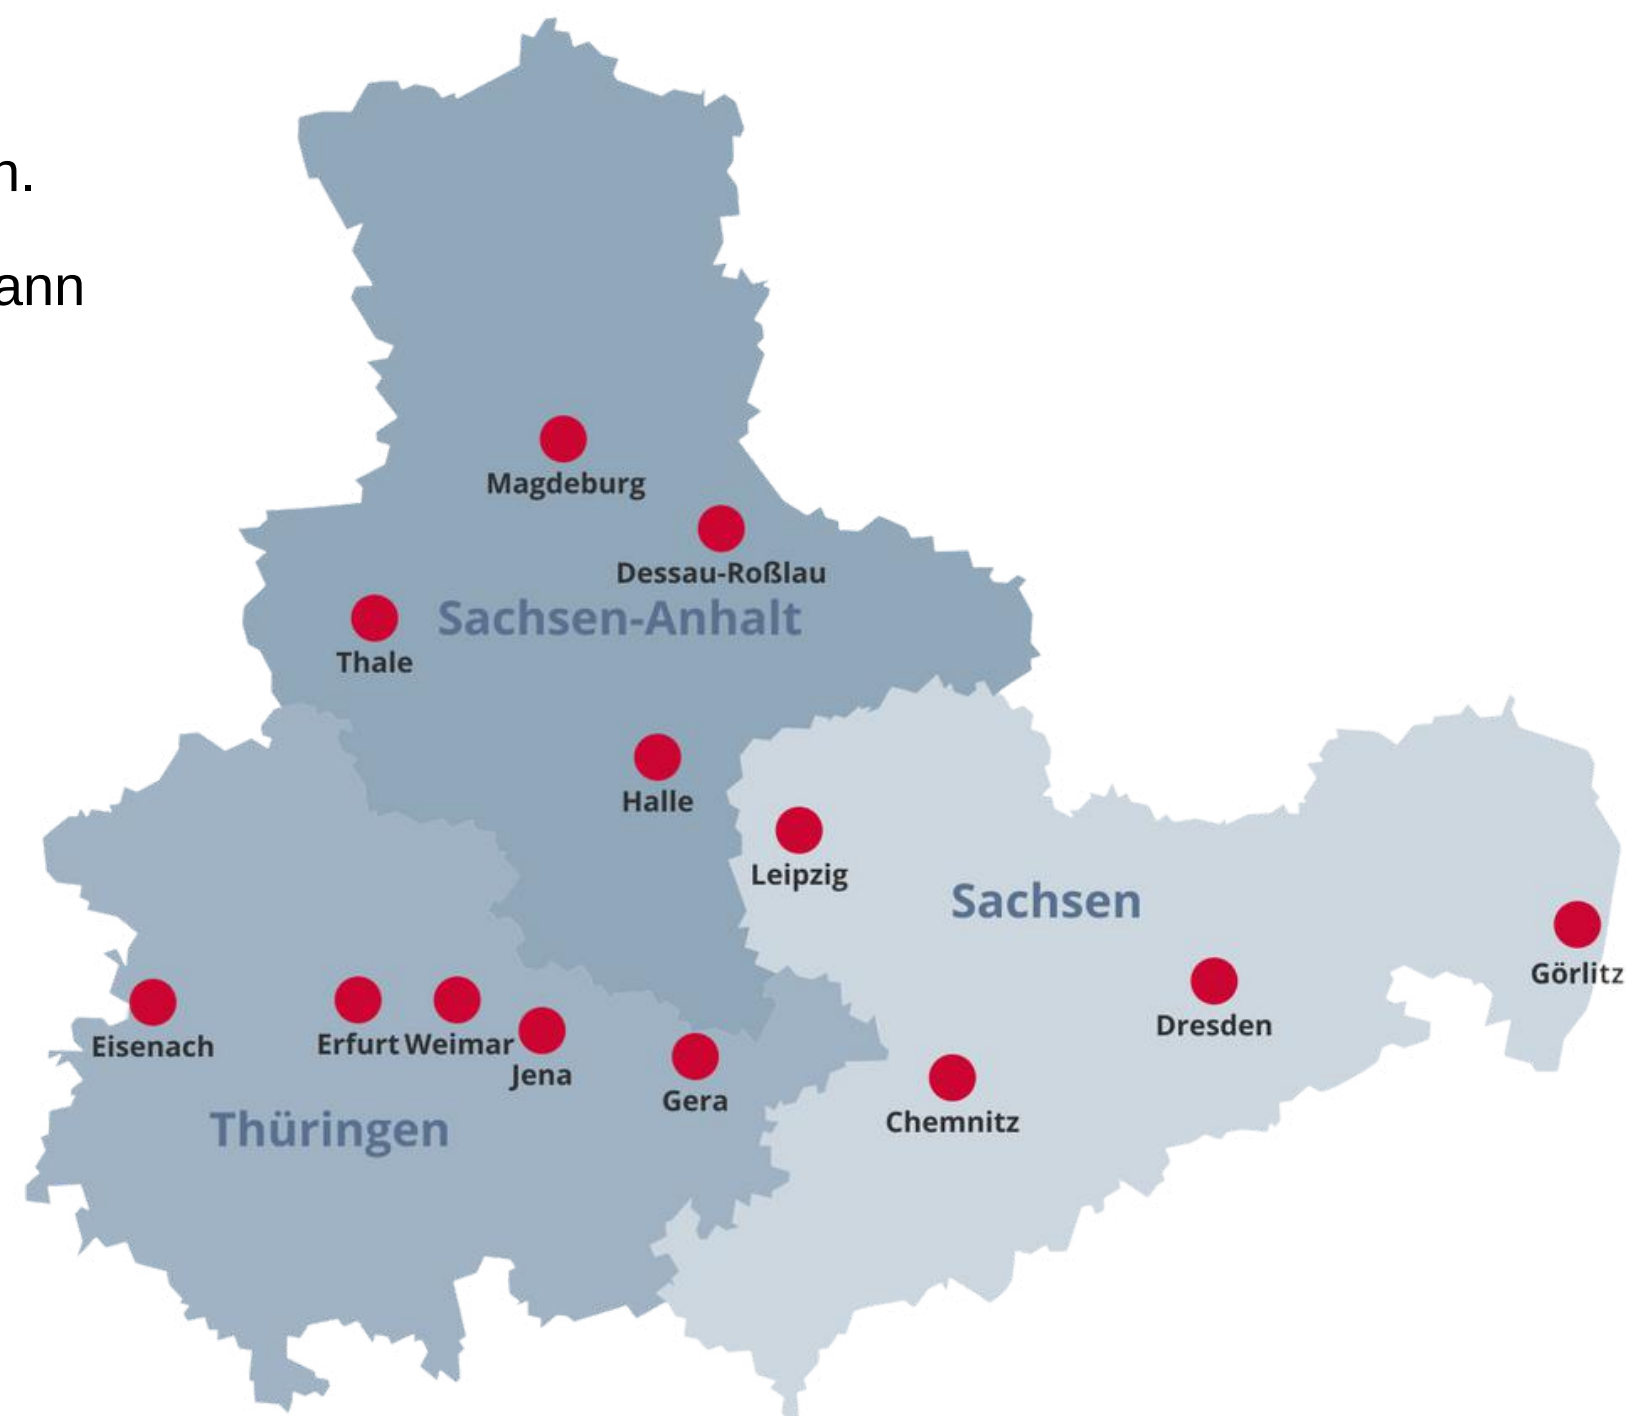 n.
ann
Magdeburg
Dessau-Roßlau
Sachsen-Anhalt
Thale
Halle
Leipzig
Sachsen
Görlitz
Dresden
Eisenach
Erfurt Weimar
Jena
Gera
Chemnitz
Thüringen